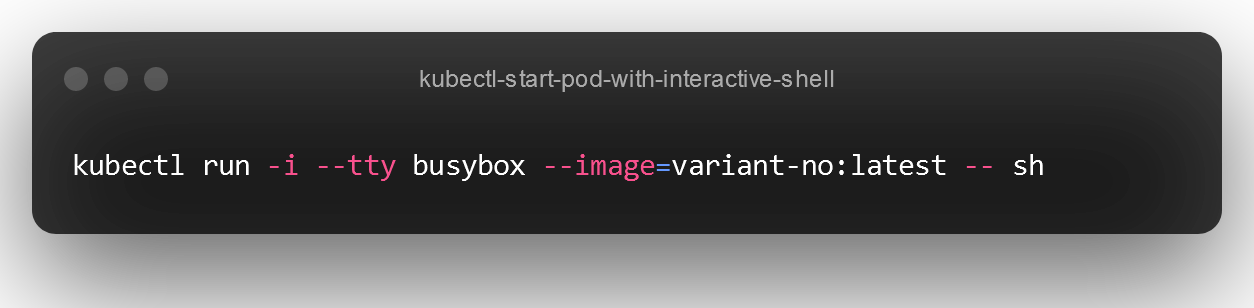 kubectl-start-pod-with-interactive-shell
kubectl run -i --tty busybox --image=variant-no:latest -- sh